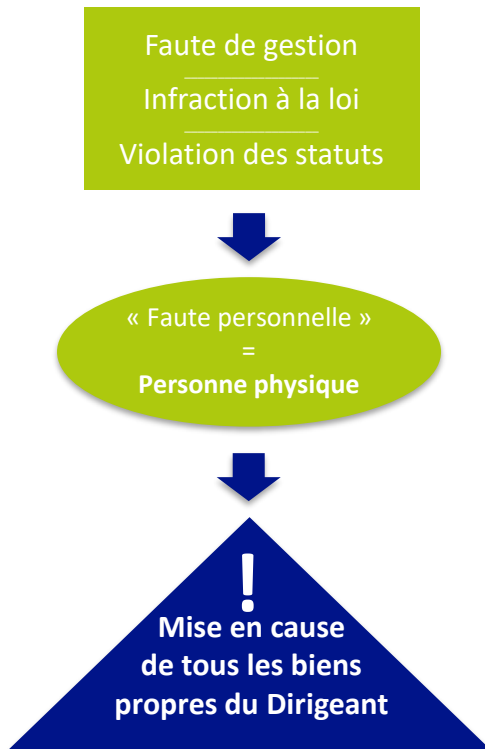 Faute de gestion
Infraction à la loi
Violation des statuts
« Faute personnelle »
=
Personne physique
!
Mise en cause
de tous les biens
propres du Dirigeant